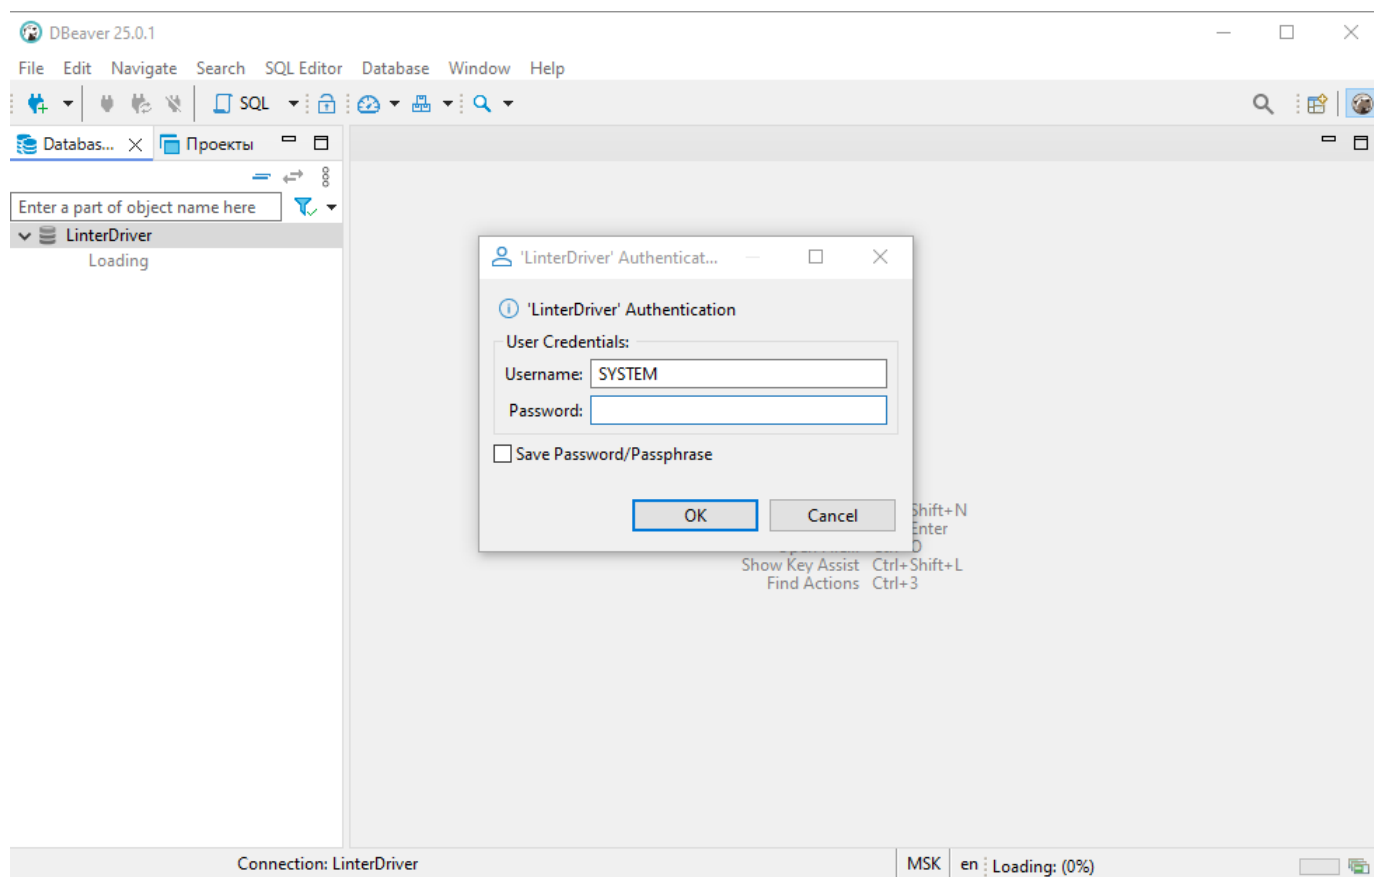 DBeaver 25.0.1
File Edit Navigate Search SQL Editor Database Window Help
SQL
Databas... Проекты
Enter a part of object name here
LinterDriver
Loading
'LinterDriver' Authenticat...
'LinterDriver' Authentication
User Credentials:
Username: SYSTEM
Password:
Save Password/Passphrase
OK Cancel
Shift+N
Enter
Show Key Assist Ctrl+Shift+L
Find Actions Ctrl+3
Connection: LinterDriver MSK en Loading: (0%)